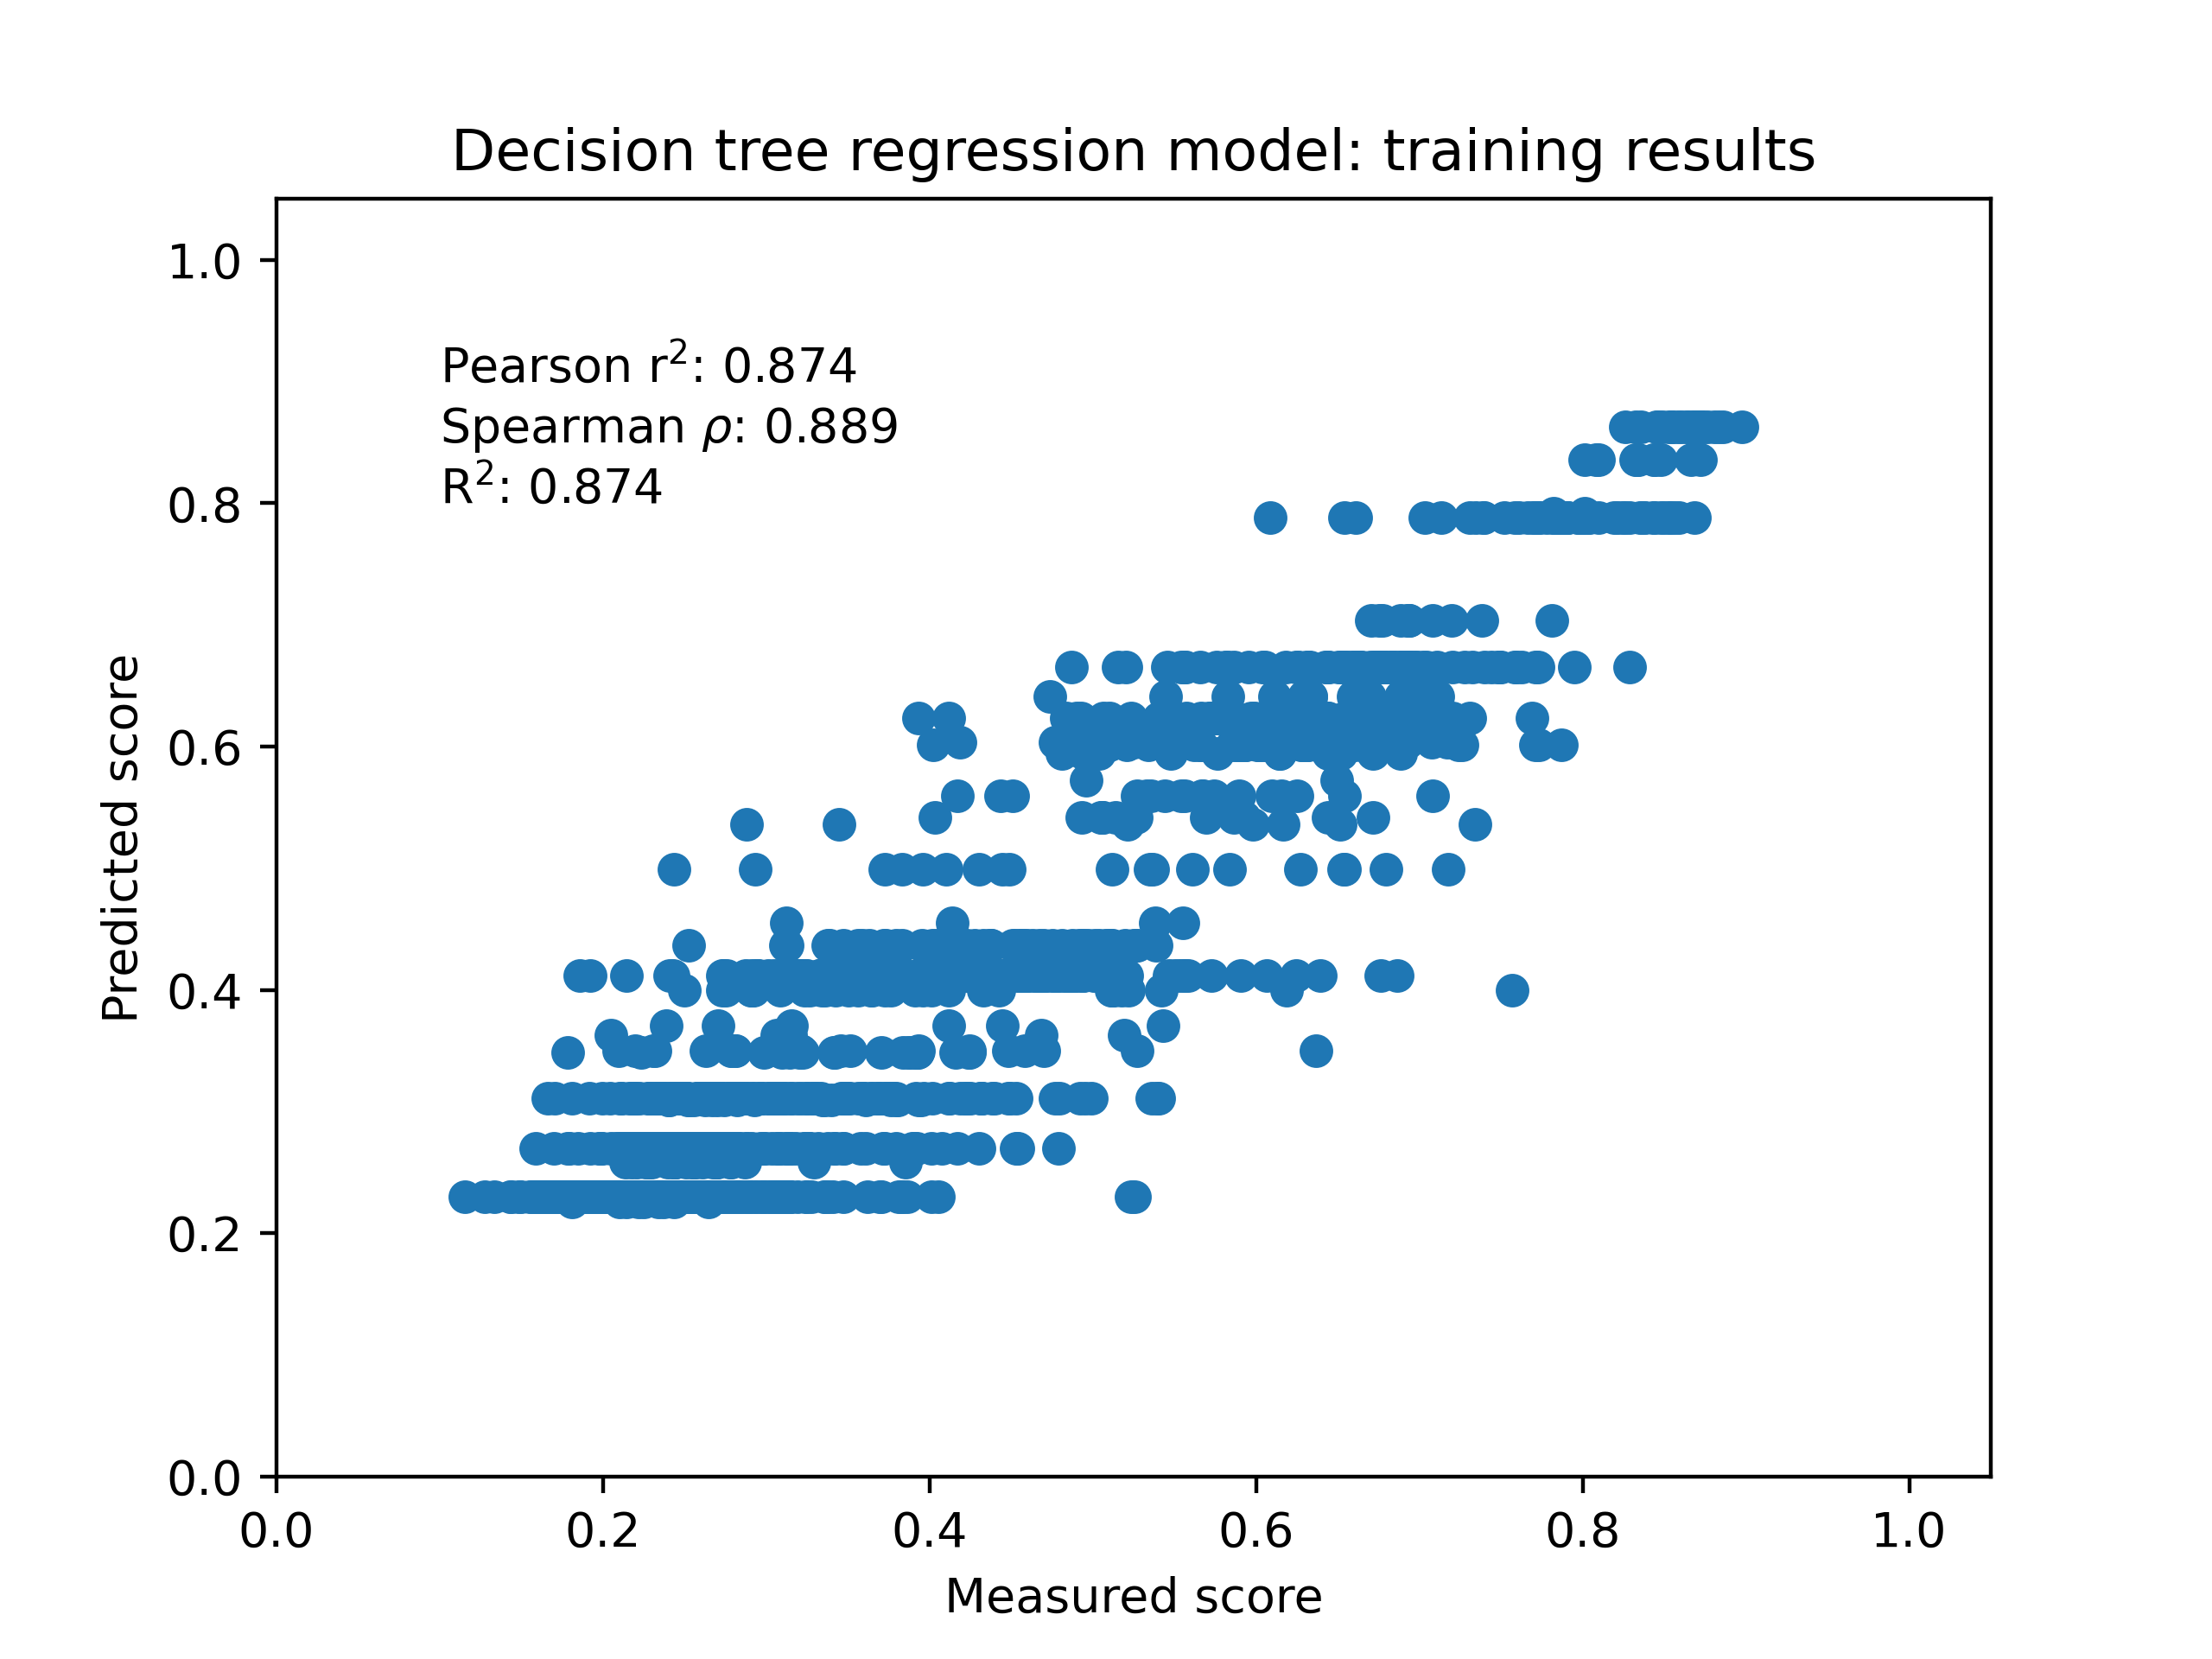 Decision tree regression model: training results
Pearson r²: 0.874
Spearman ρ: 0.889
R²: 0.874
Predicted score
1.0
0.8
0.6
0.4
0.2
0.0
0.0 0.2 0.4 0.6 0.8 1.0
Measured score